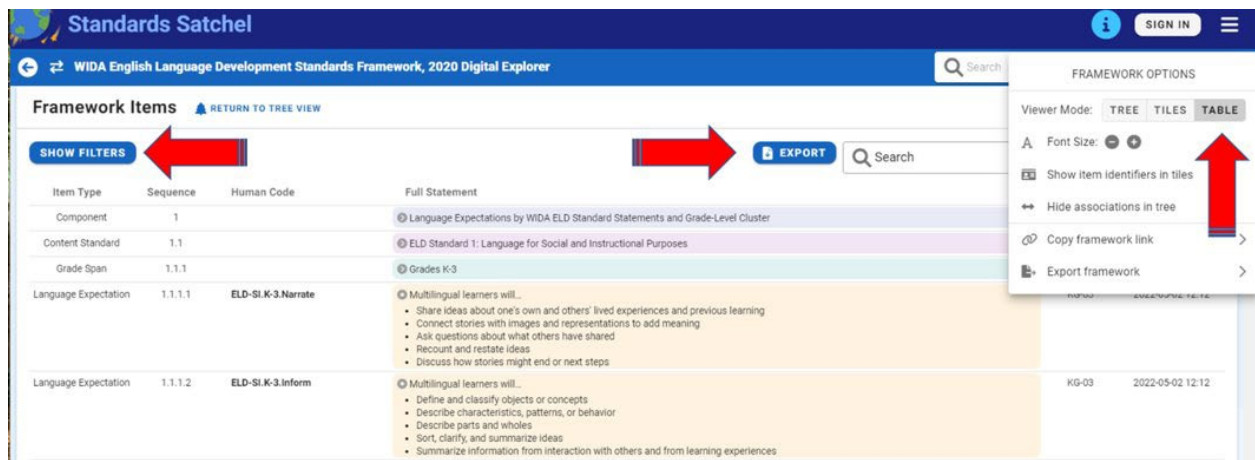 Standards Satchel
i
SIGN IN
WIDA English Language Development Standards Framework, 2020 Digital Explorer
Search
FRAMEWORK OPTIONS
Viewer Mode: TREE TILES TABLE
A Font Size:
Show item identifiers in tiles
Hide associations in tree
Copy framework link
Export framework
Framework Items RETURN TO TREE VIEW
SHOW FILTERS
EXPORT
Search
Item Type Sequence Human Code Full Statement
Component 1 Language Expectations by WIDA ELD Standard Statements and Grade-Level Cluster
Content Standard 1.1 ELD Standard 1: Language for Social and Instructional Purposes
Grade Span 1.1.1 Grades K-3
Language Expectation 1.1.1.1 ELD-SI.K-3.Narrate Multilingual learners will... KG-03 2022-05-02 12:12
• Share ideas about one's own and others' lived experiences and previous learning
• Connect stories with images and representations to add meaning
• Ask questions about what others have shared
• Recount and restate ideas
• Discuss how stories might end or next steps
Language Expectation 1.1.1.2 ELD-SI.K-3.Inform Multilingual learners will... KG-03 2022-05-02 12:12
• Define and classify objects or concepts
• Describe characteristics, patterns, or behavior
• Describe parts and wholes
• Sort, clarify, and summarize ideas
• Summarize information from interaction with others and from learning experiences